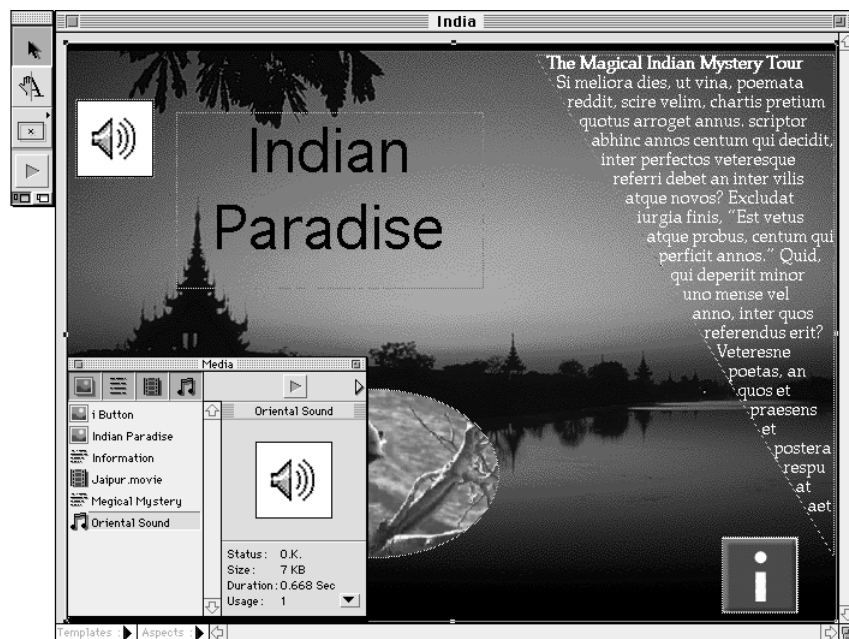 India
The Magical Indian Mystery Tour
Si meliora dies, ut vina, poemata
reddit, scire velim, chartis pretium
quotus arroget annus. scriptor
abhinc annos centum qui decidit,
inter perfectos veteresque
referri debet an inter vilis
atque novos? Excludat
iurgia finis, “Est vetus
atque probus, centum qui
perficit annos.” Quid,
qui deperiit minor
uno mense vel
anno, inter quos
referendus erit?
Veteresne
poetas, an
quos et
praesens
et
postera
respu
at
aet
Indian
Paradise
Media
i Button
Indian Paradise
Information
Jaipur.movie
Megical Mystery
Oriental Sound
Oriental Sound
Status: O.K.
Size: 7 KB
Duration: 0.668 Sec
Usage: 1
i
Templates :
Aspects :